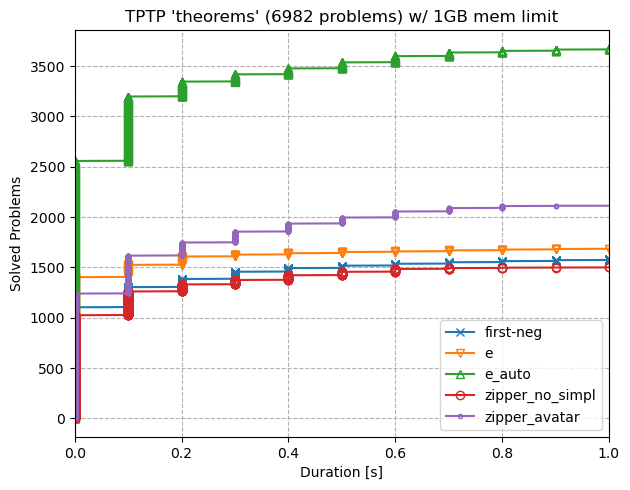 TPTP 'theorems' (6982 problems) w/ 1GB mem limit
Solved Problems
3500
3000
2500
2000
1500
1000
500
0
0.0 0.2 0.4 0.6 0.8 1.0
Duration [s]
first-neg
e
e_auto
zipper_no_simpl
zipper_avatar